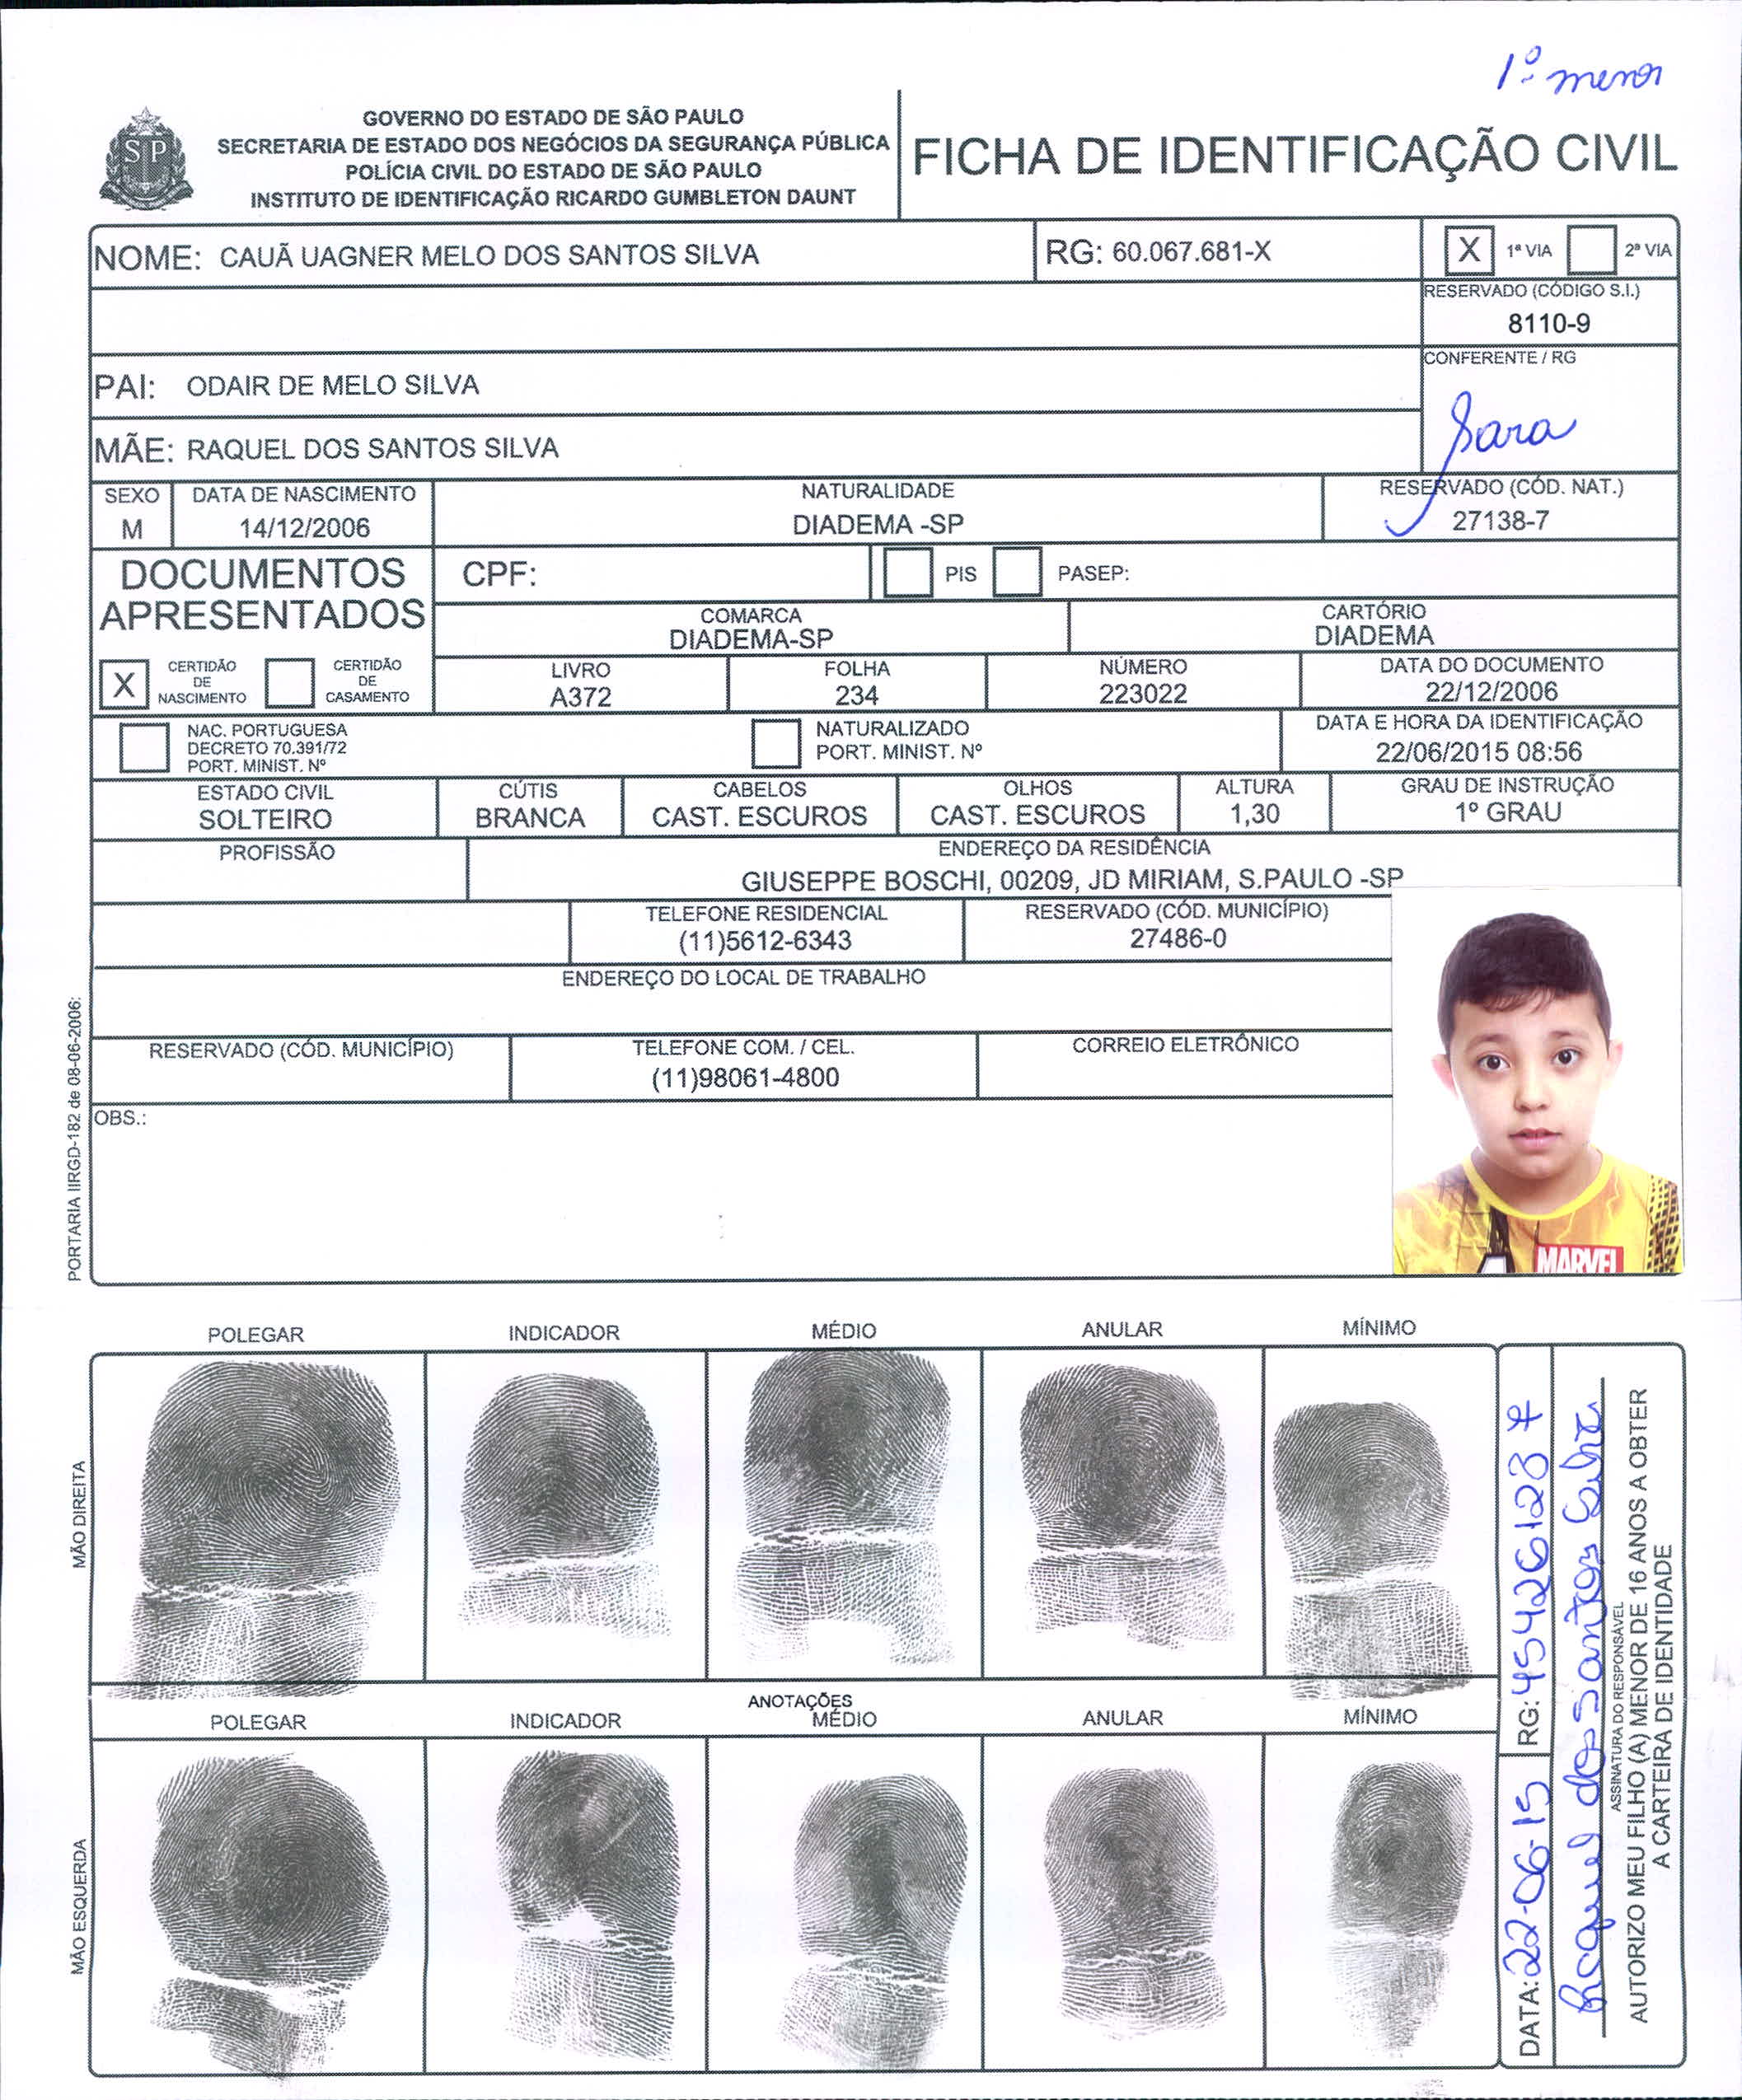 1º menor
SP
GOVERNO DO ESTADO DE SÃO PAULO
SECRETARIA DE ESTADO DOS NEGÓCIOS DA SEGURANÇA PÚBLICA
POLÍCIA CIVIL DO ESTADO DE SÃO PAULO
INSTITUTO DE IDENTIFICAÇÃO RICARDO GUMBLETON DAUNT
FICHA DE IDENTIFICAÇÃO CIVIL
NOME: CAUÃ UAGNER MELO DOS SANTOS SILVA RG: 60.067.681-X X 1ª VIA 2ª VIA
RESERVADO (CÓDIGO S.I.)
8110-9
CONFERENTE / RG
PAI: ODAIR DE MELO SILVA
Sara
MÃE: RAQUEL DOS SANTOS SILVA
SEXO DATA DE NASCIMENTO NATURALIDADE RESERVADO (CÓD. NAT.)
M 14/12/2006 DIADEMA -SP 27138-7
DOCUMENTOS APRESENTADOS
CPF: PIS PASEP:
COMARCA CARTÓRIO
DIADEMA-SP DIADEMA
X CERTIDÃO DE NASCIMENTO CERTIDÃO DE CASAMENTO
LIVRO FOLHA NÚMERO DATA DO DOCUMENTO
A372 234 223022 22/12/2006
NAC. PORTUGUESA
DECRETO 70.391/72
PORT. MINIST. Nº
NATURALIZADO
PORT. MINIST. Nº
DATA E HORA DA IDENTIFICAÇÃO
22/06/2015 08:56
ESTADO CIVIL CÚTIS CABELOS OLHOS ALTURA GRAU DE INSTRUÇÃO
SOLTEIRO BRANCA CAST. ESCUROS CAST. ESCUROS 1,30 1º GRAU
PROFISSÃO ENDEREÇO DA RESIDÊNCIA
GIUSEPPE BOSCHI, 00209, JD MIRIAM, S.PAULO -SP
TELEFONE RESIDENCIAL RESERVADO (CÓD. MUNICÍPIO)
(11)5612-6343 27486-0
ENDEREÇO DO LOCAL DE TRABALHO
RESERVADO (CÓD. MUNICÍPIO) TELEFONE COM. / CEL. CORREIO ELETRÔNICO
(11)98061-4800
OBS.:
MARVEL
PORTARIA IIRGD-182 de 08-06-2006:
POLEGAR INDICADOR MÉDIO ANULAR MÍNIMO
MÃO DIREITA
ANOTAÇÕES
POLEGAR INDICADOR MÉDIO ANULAR MÍNIMO
MÃO ESQUERDA
DATA: 22-06-15 RG: 45426123 7
Raquel dos Santos Silva
ASSINATURA DO RESPONSÁVEL
AUTORIZO MEU FILHO (A) MENOR DE 16 ANOS A OBTER
A CARTEIRA DE IDENTIDADE